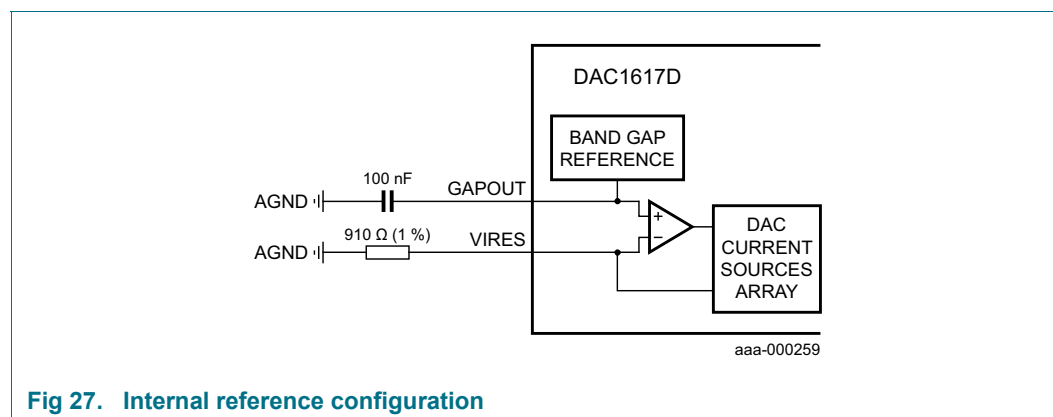 DAC1617D
BAND GAP
REFERENCE
100 nF
AGND
GAPOUT
910 Ω (1 %)
AGND
VIRES
+
−
DAC
CURRENT
SOURCES
ARRAY
aaa-000259
Fig 27. Internal reference configuration